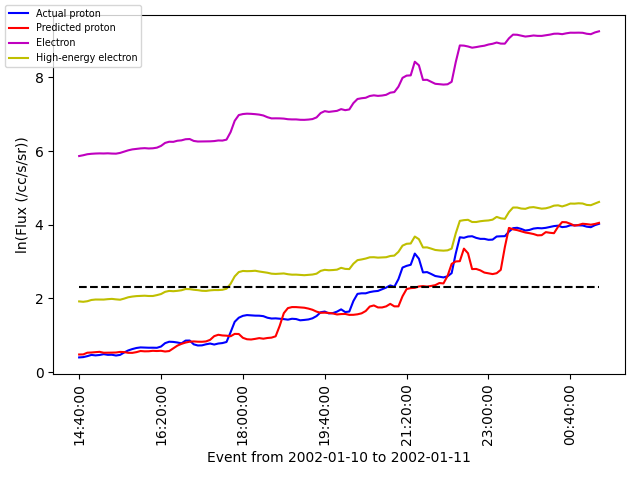 Actual proton
Predicted proton
Electron
High-energy electron
ln(Flux (/cc/s/sr))
8
6
4
2
0
14:40:00
16:20:00
18:00:00
19:40:00
21:20:00
23:00:00
00:40:00
Event from 2002-01-10 to 2002-01-11